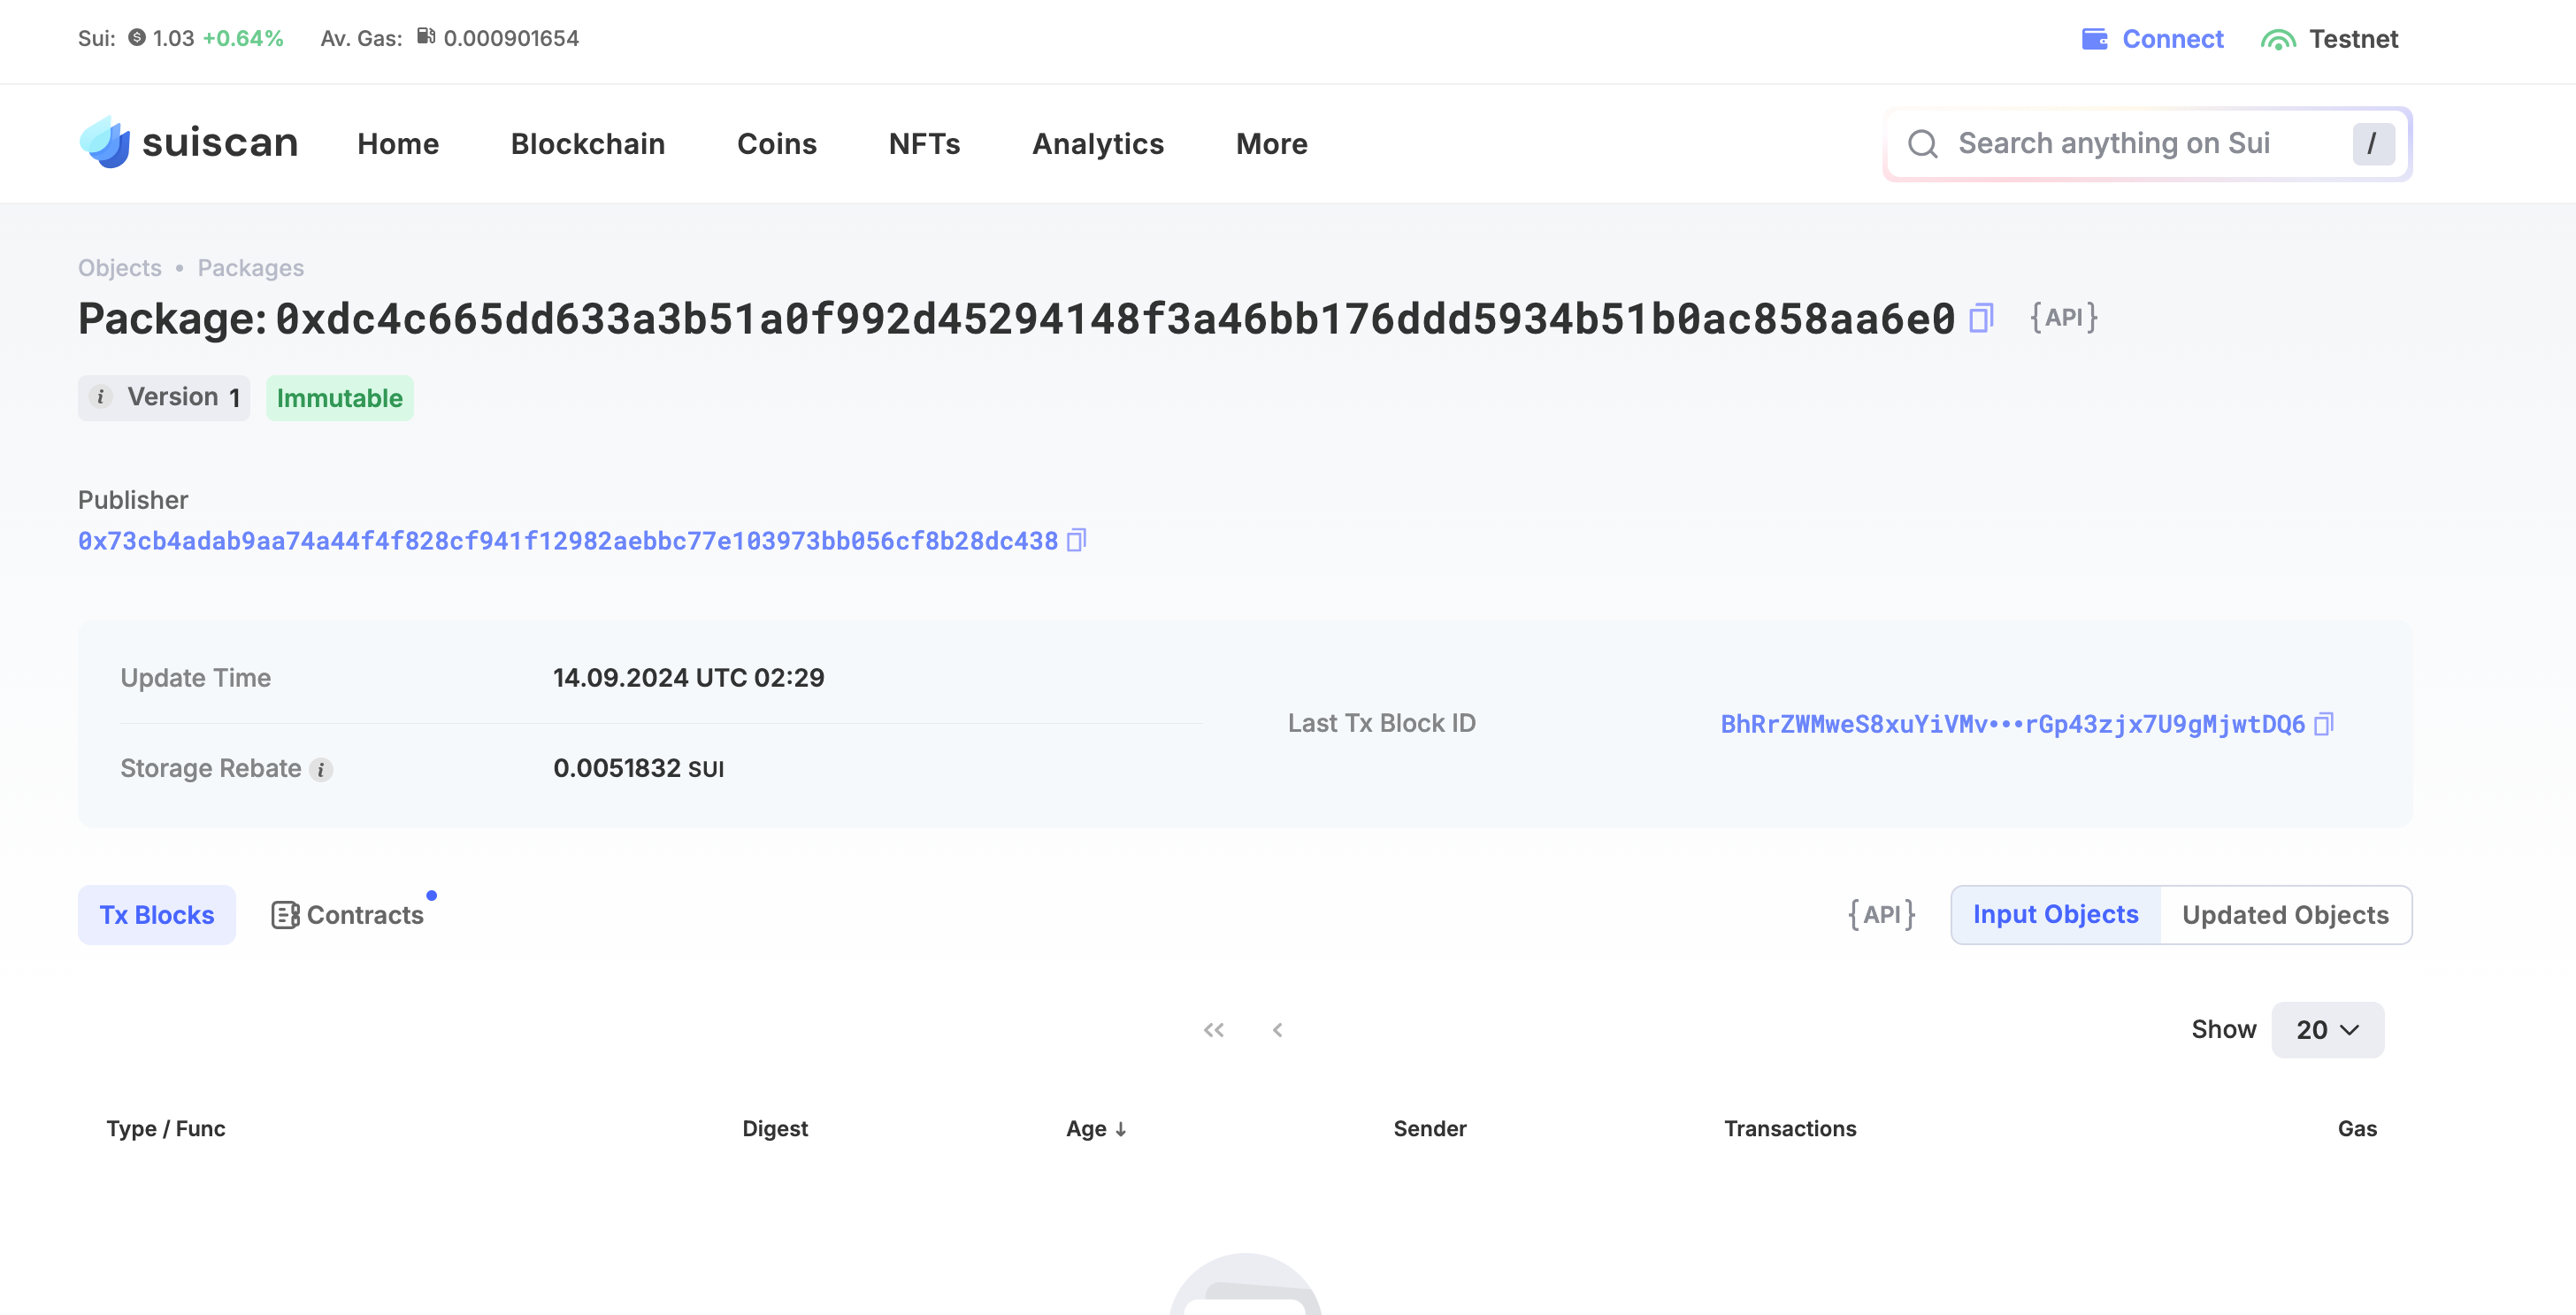 Sui: 1.03 +0.64% Av. Gas: 0.000901654
Connect Testnet
suiscan Home Blockchain Coins NFTs Analytics More Search anything on Sui /
Objects • Packages
Package: 0xdc4c665dd633a3b51a0f992d45294148f3a46bb176ddd5934b51b0ac858aa6e0 {API}
i Version 1 Immutable
Publisher
0x73cb4adab9aa74a44f4f828cf941f12982aebbc77e103973bb056cf8b28dc438
Update Time 14.09.2024 UTC 02:29
Last Tx Block ID BhRrZWMweS8xuYiVMv•••rGp43zjx7U9gMjwtDQ6
Storage Rebate i 0.0051832 SUI
Tx Blocks Contracts {API} Input Objects Updated Objects
Show 20
Type / Func Digest Age ↓ Sender Transactions Gas